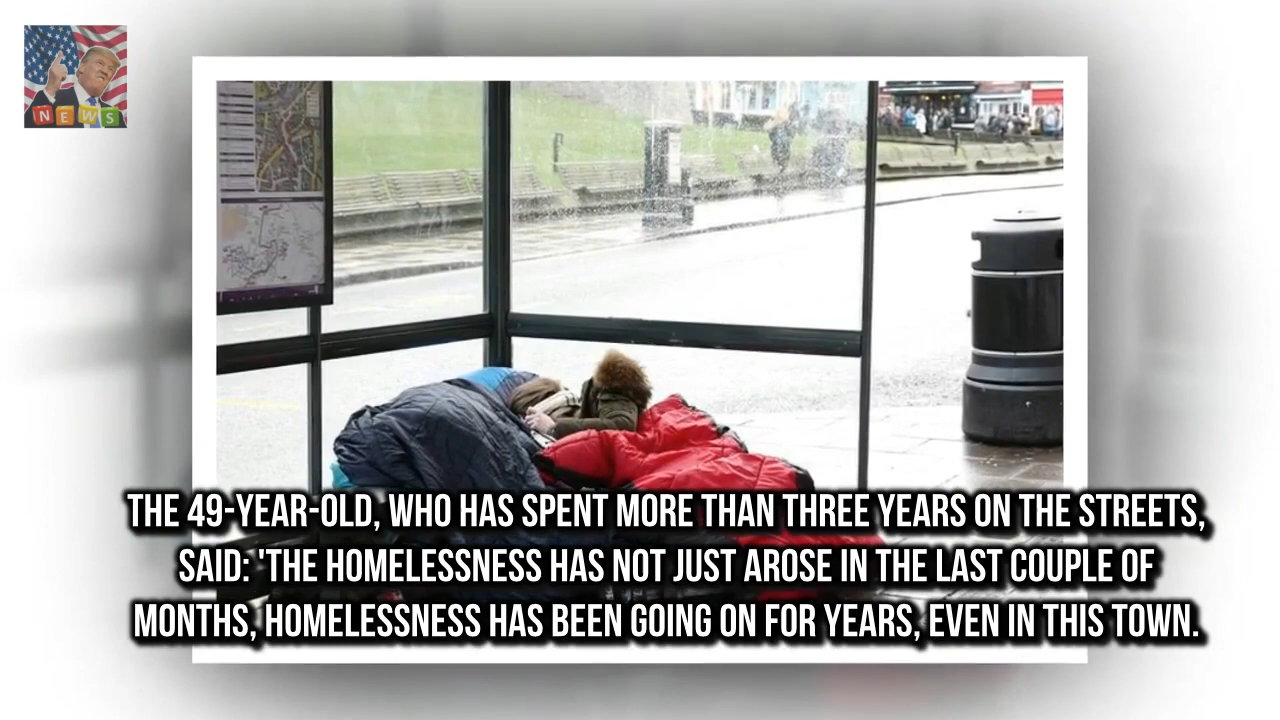 NEWS
THE 49-YEAR-OLD, WHO HAS SPENT MORE THAN THREE YEARS ON THE STREETS,
SAID: 'THE HOMELESSNESS HAS NOT JUST AROSE IN THE LAST COUPLE OF
MONTHS, HOMELESSNESS HAS BEEN GOING ON FOR YEARS, EVEN IN THIS TOWN.